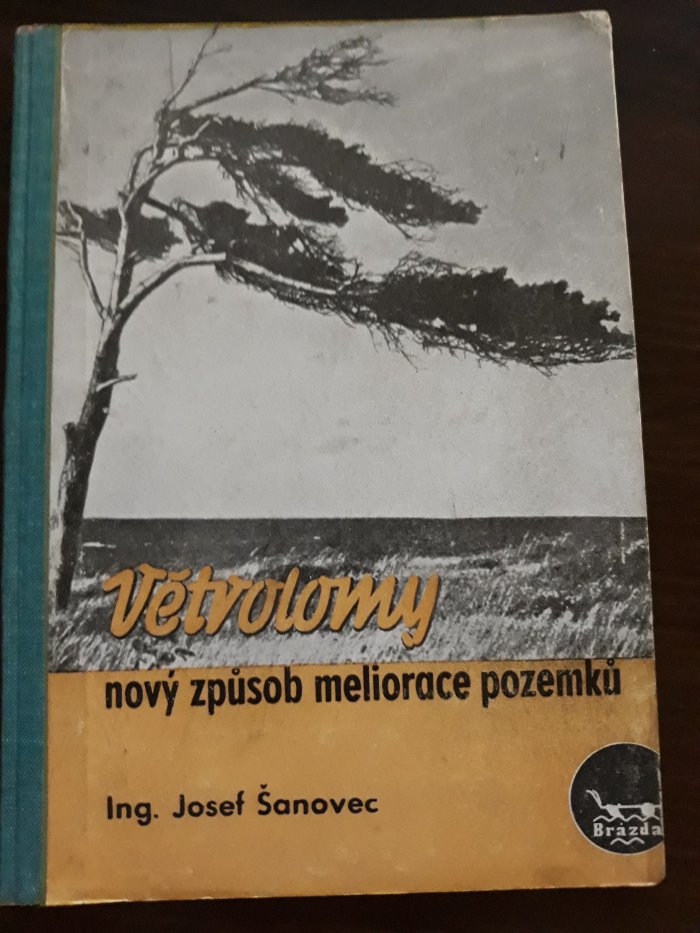 Větrolomy
nový způsob meliorace pozemků
Ing. Josef Šanovec
Brázda